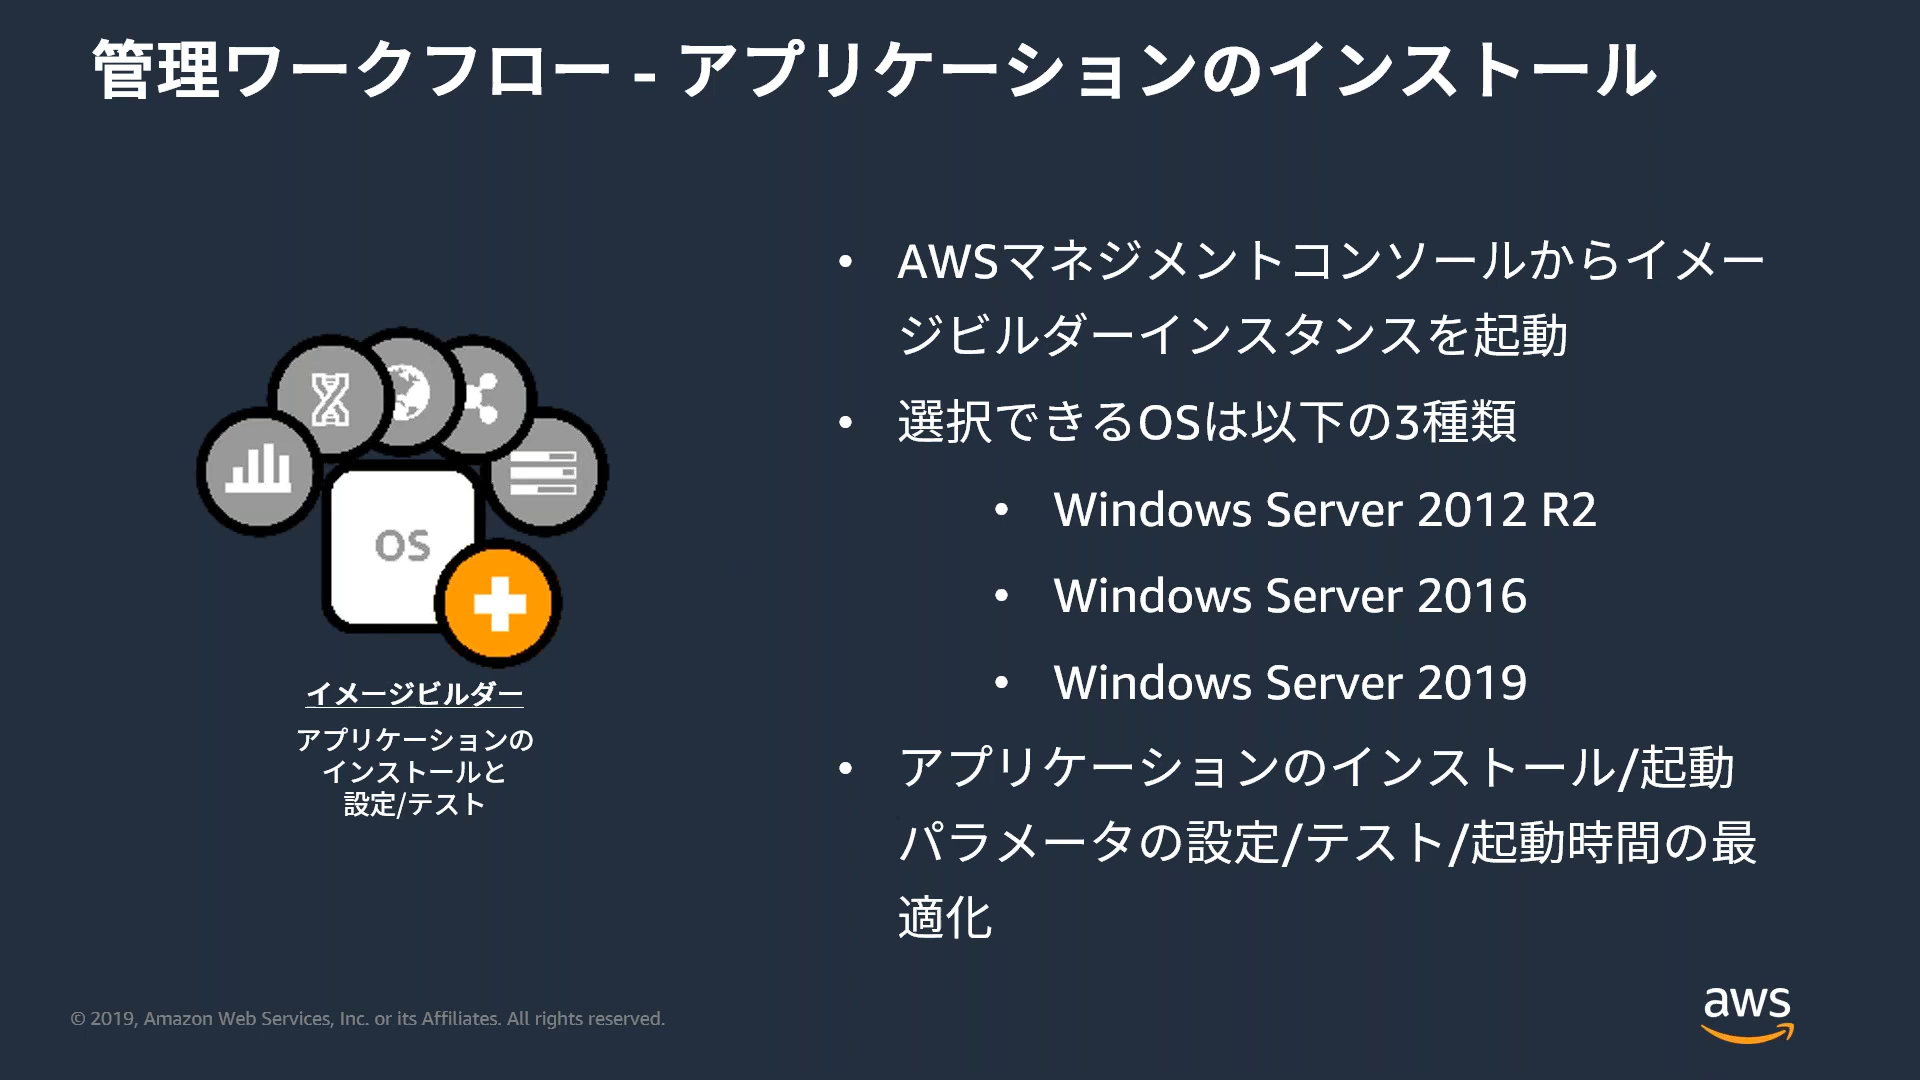 管理ワークフロー - アプリケーションのインストール
OS
イメージビルダー
アプリケーションの
インストールと
設定/テスト
• AWSマネジメントコンソールからイメー
ジビルダーインスタンスを起動
• 選択できるOSは以下の3種類
• Windows Server 2012 R2
• Windows Server 2016
• Windows Server 2019
• アプリケーションのインストール/起動
パラメータの設定/テスト/起動時間の最
適化
© 2019, Amazon Web Services, Inc. or its Affiliates. All rights reserved.
aws